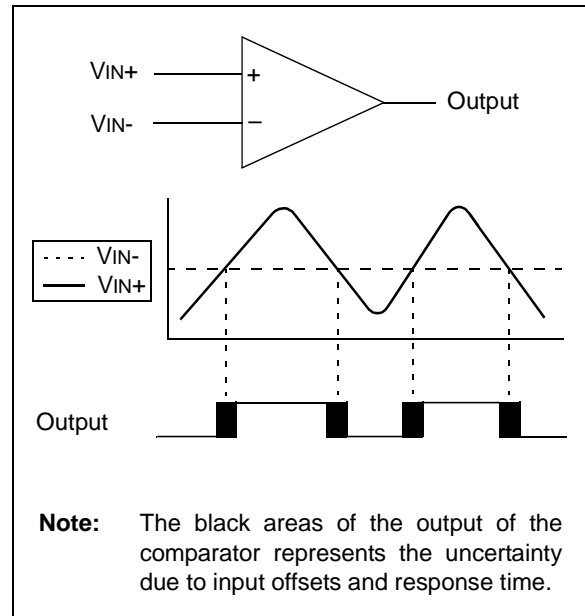 VIN+
+
Output
VIN-
−
VIN-
VIN+
Output
Note: The black areas of the output of the
comparator represents the uncertainty
due to input offsets and response time.